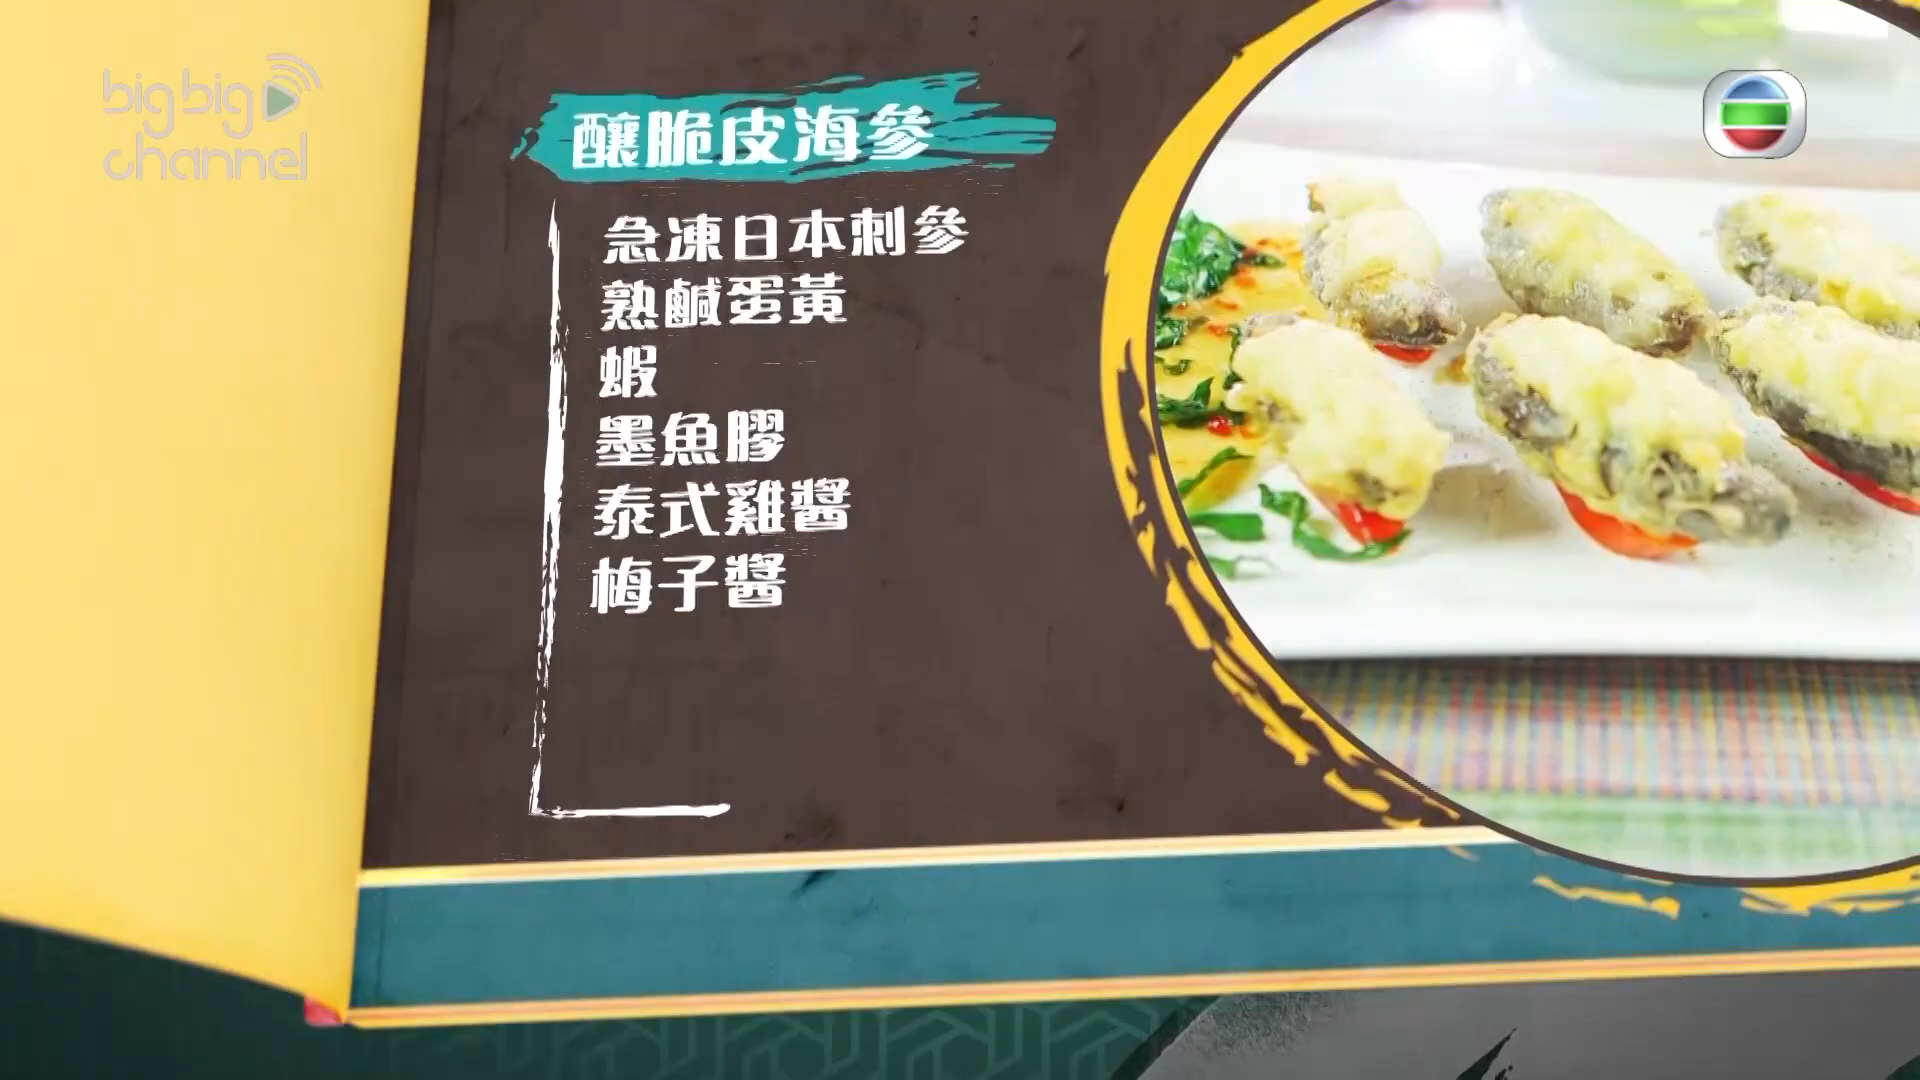 big big
channel
釀脆皮海參
急凍日本刺參
熟鹹蛋黃
蝦
墨魚膠
泰式雞醬
梅子醬